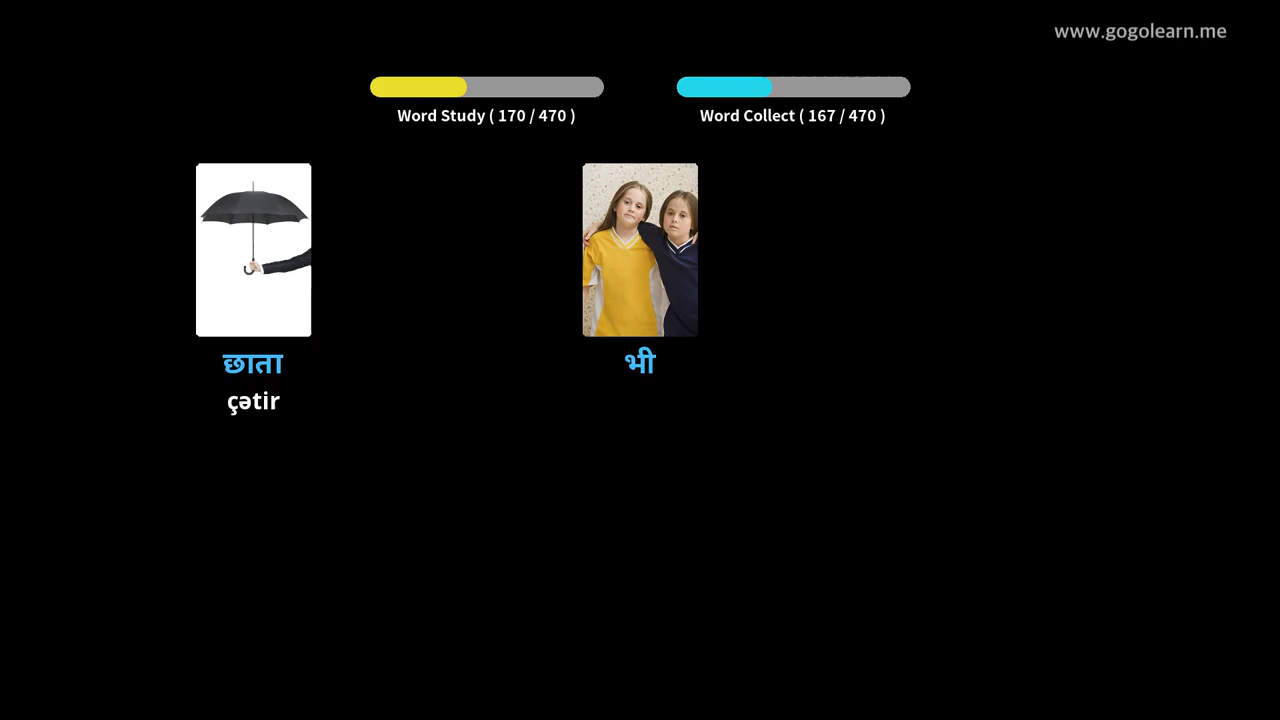 www.gogolearn.me
Word Study ( 170 / 470 )
Word Collect ( 167 / 470 )
छाता
çətir
भी